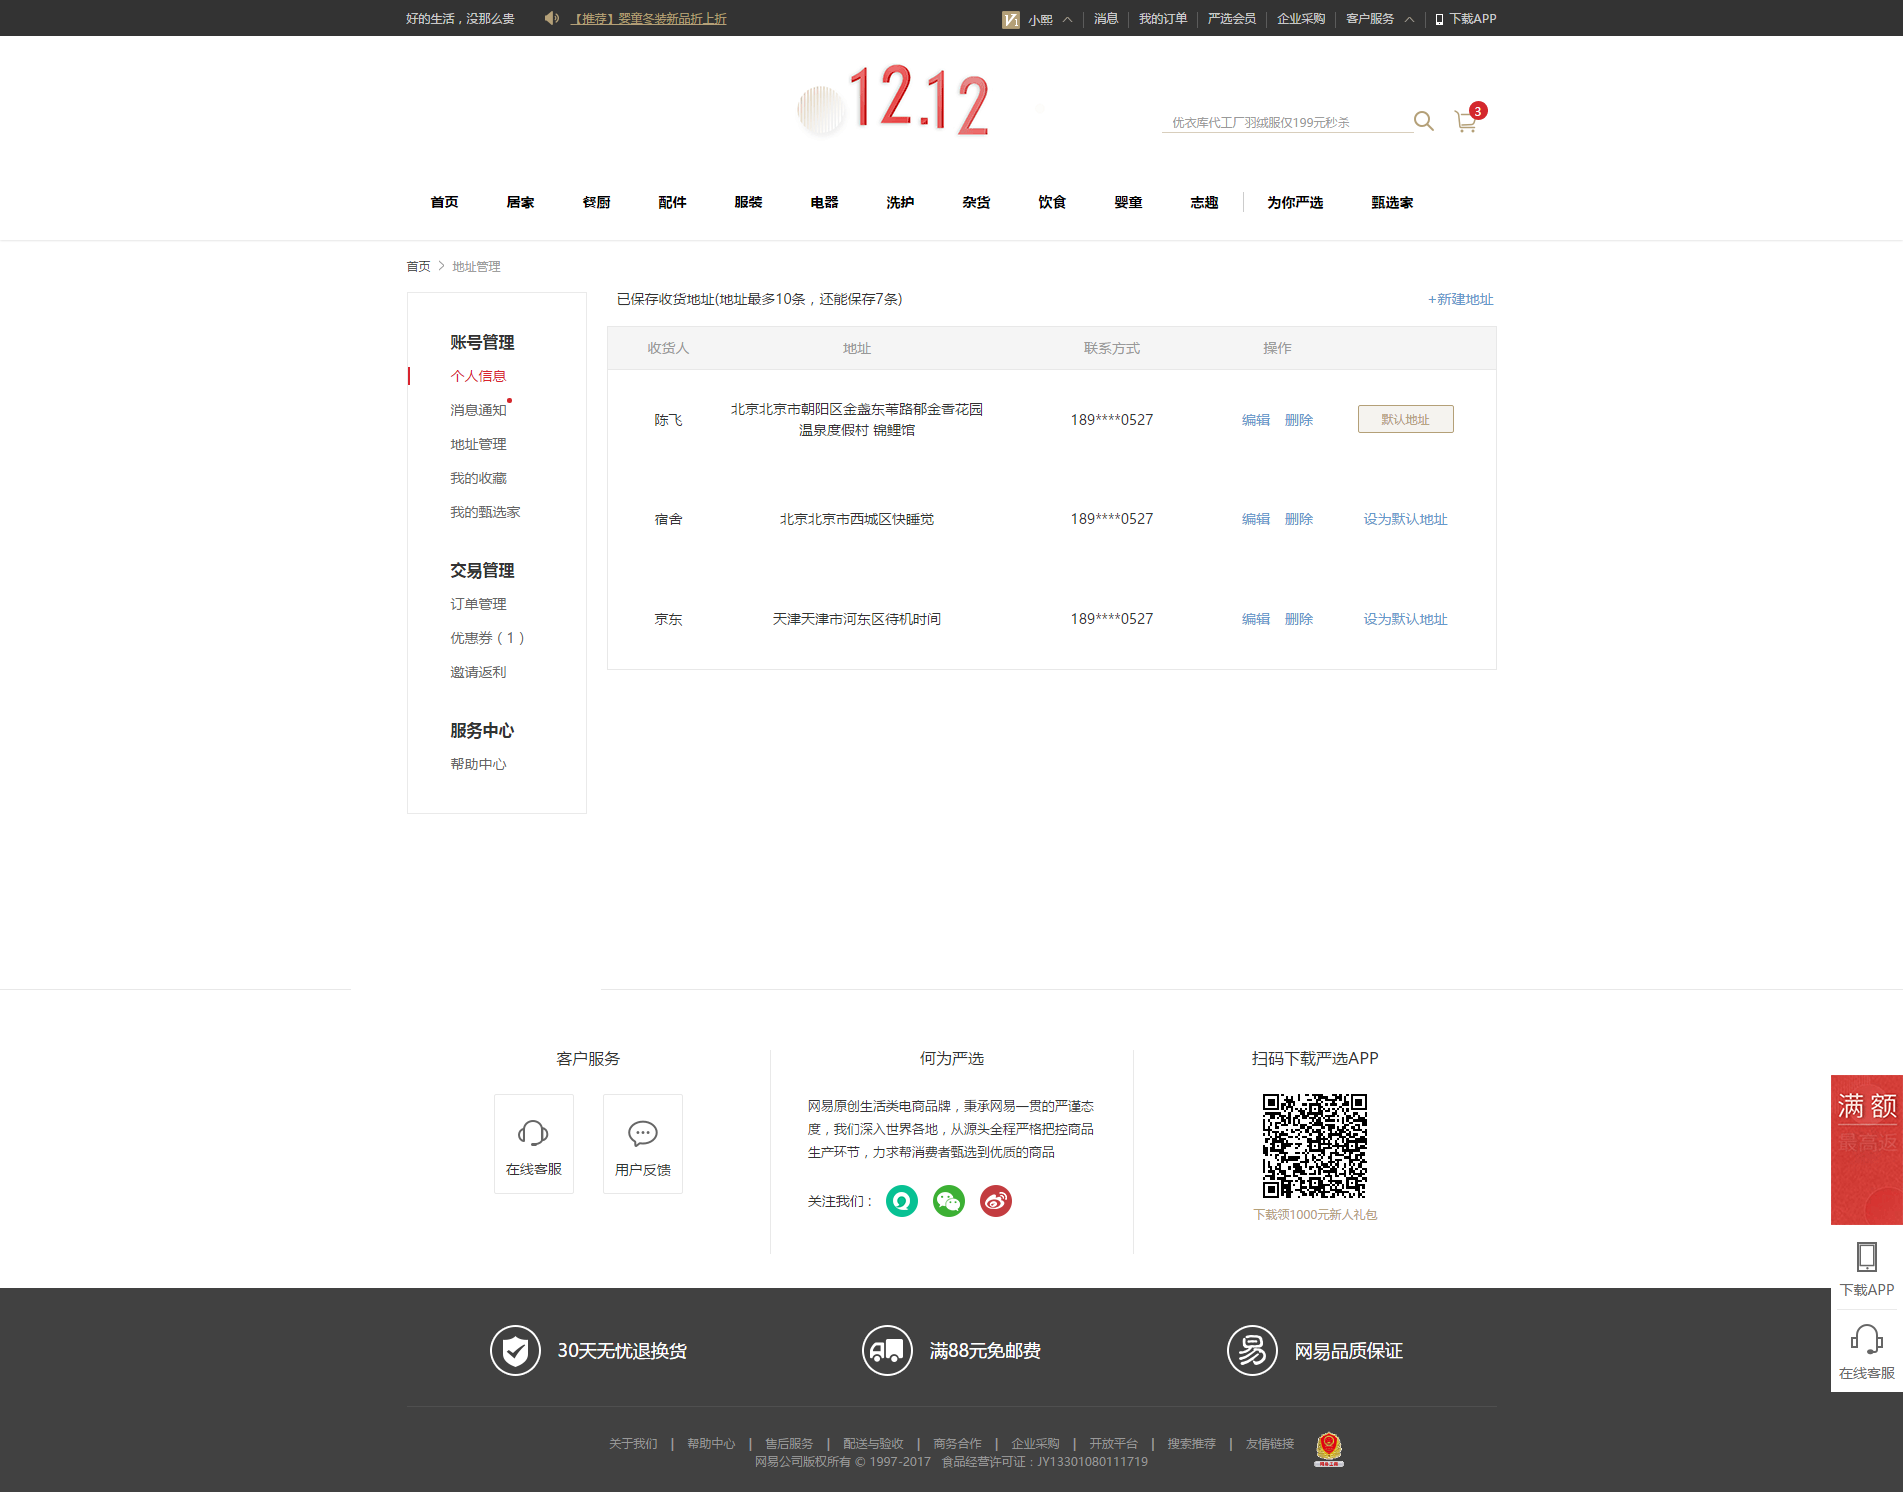 好的生活，没那么贵
【推荐】婴童冬装新品折上折
小熙
消息
我的订单
严选会员
企业采购
客户服务
下载APP
12.12
优衣库代工厂羽绒服仅199元秒杀
3
首页
居家
餐厨
配件
服装
电器
洗护
杂货
饮食
婴童
志趣
为你严选
甄选家
首页 > 地址管理
账号管理
个人信息
消息通知
地址管理
我的收藏
我的甄选家
交易管理
订单管理
优惠券（1）
邀请返利
服务中心
帮助中心
已保存收货地址(地址最多10条，还能保存7条)
+新建地址
收货人 地址 联系方式 操作
陈飞
北京北京市朝阳区金盏东苇路郁金香花园
温泉度假村 锦鲤馆
189****0527
编辑 删除
默认地址
宿舍 北京北京市西城区快睡觉 189****0527 编辑 删除 设为默认地址
京东 天津天津市河东区待机时间 189****0527 编辑 删除 设为默认地址
客户服务
在线客服
用户反馈
何为严选
网易原创生活类电商品牌，秉承网易一贯的严谨态
度，我们深入世界各地，从源头全程严格把控商品
生产环节，力求帮消费者甄选到优质的商品
关注我们：
扫码下载严选APP
下载领1000元新人礼包
满额
最高返
下载APP
在线客服
30天无忧退换货
满88元免邮费
易
网易品质保证
关于我们 | 帮助中心 | 售后服务 | 配送与验收 | 商务合作 | 企业采购 | 开放平台 | 搜索推荐 | 友情链接
网易公司版权所有 © 1997-2017 食品经营许可证：JY13301080111719